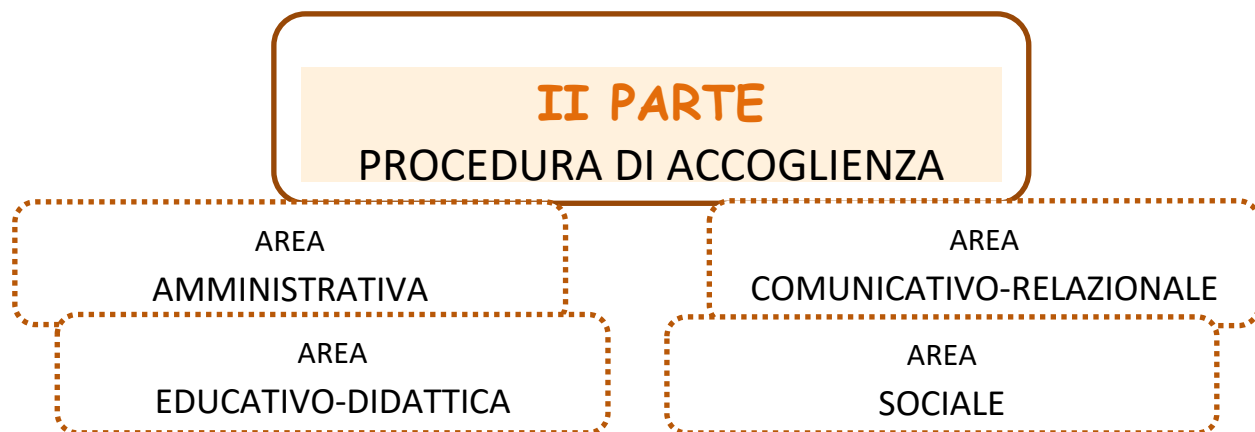 II PARTE
PROCEDURA DI ACCOGLIENZA
AREA
AMMINISTRATIVA
AREA
COMUNICATIVO-RELAZIONALE
AREA
EDUCATIVO-DIDATTICA
AREA
SOCIALE